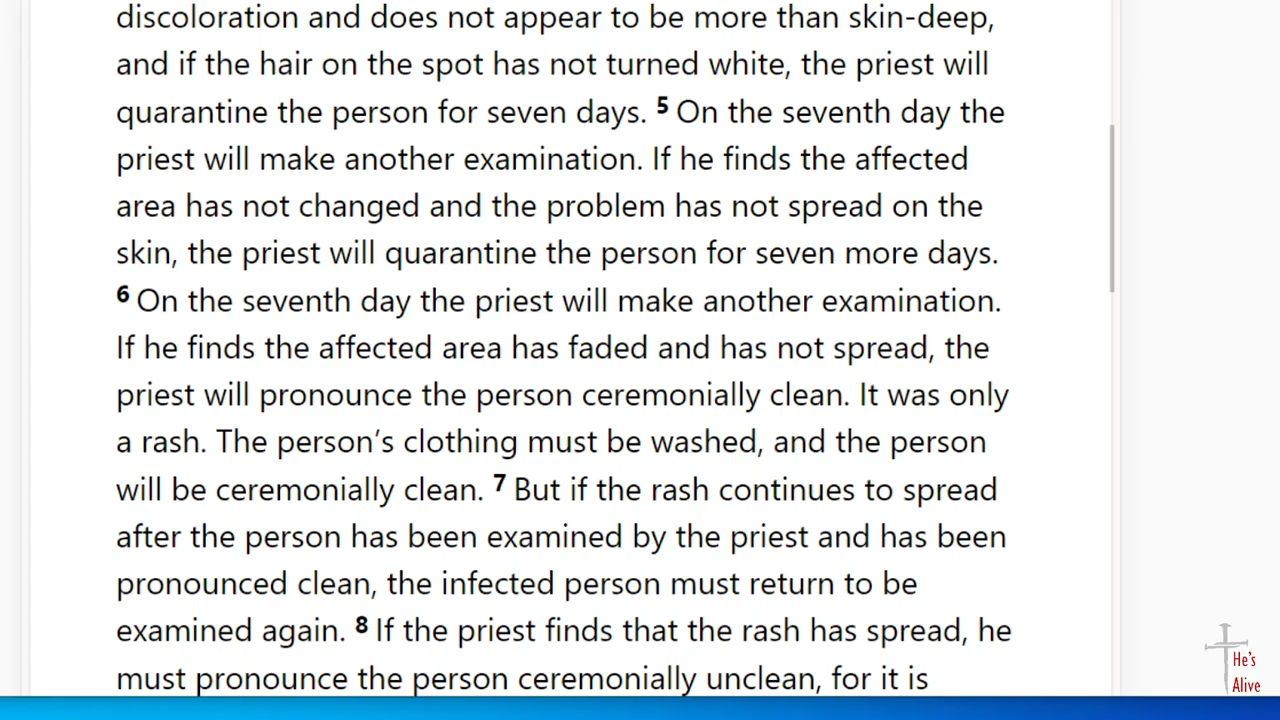 discoloration and does not appear to be more than skin-deep,
and if the hair on the spot has not turned white, the priest will
quarantine the person for seven days. 5 On the seventh day the
priest will make another examination. If he finds the affected
area has not changed and the problem has not spread on the
skin, the priest will quarantine the person for seven more days.
6 On the seventh day the priest will make another examination.
If he finds the affected area has faded and has not spread, the
priest will pronounce the person ceremonially clean. It was only
a rash. The person’s clothing must be washed, and the person
will be ceremonially clean. 7 But if the rash continues to spread
after the person has been examined by the priest and has been
pronounced clean, the infected person must return to be
examined again. 8 If the priest finds that the rash has spread, he
must pronounce the person ceremonially unclean, for it is
He's
Alive